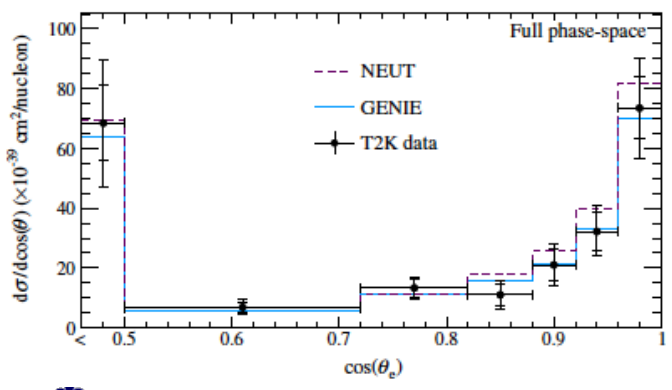 Full phase-space
NEUT
GENIE
T2K data
dσ/dcos(θ) (×10⁻³⁹ cm²/nucleon)
100
80
60
40
20
0
< 0.5 0.6 0.7 0.8 0.9 1
cos(θₑ)